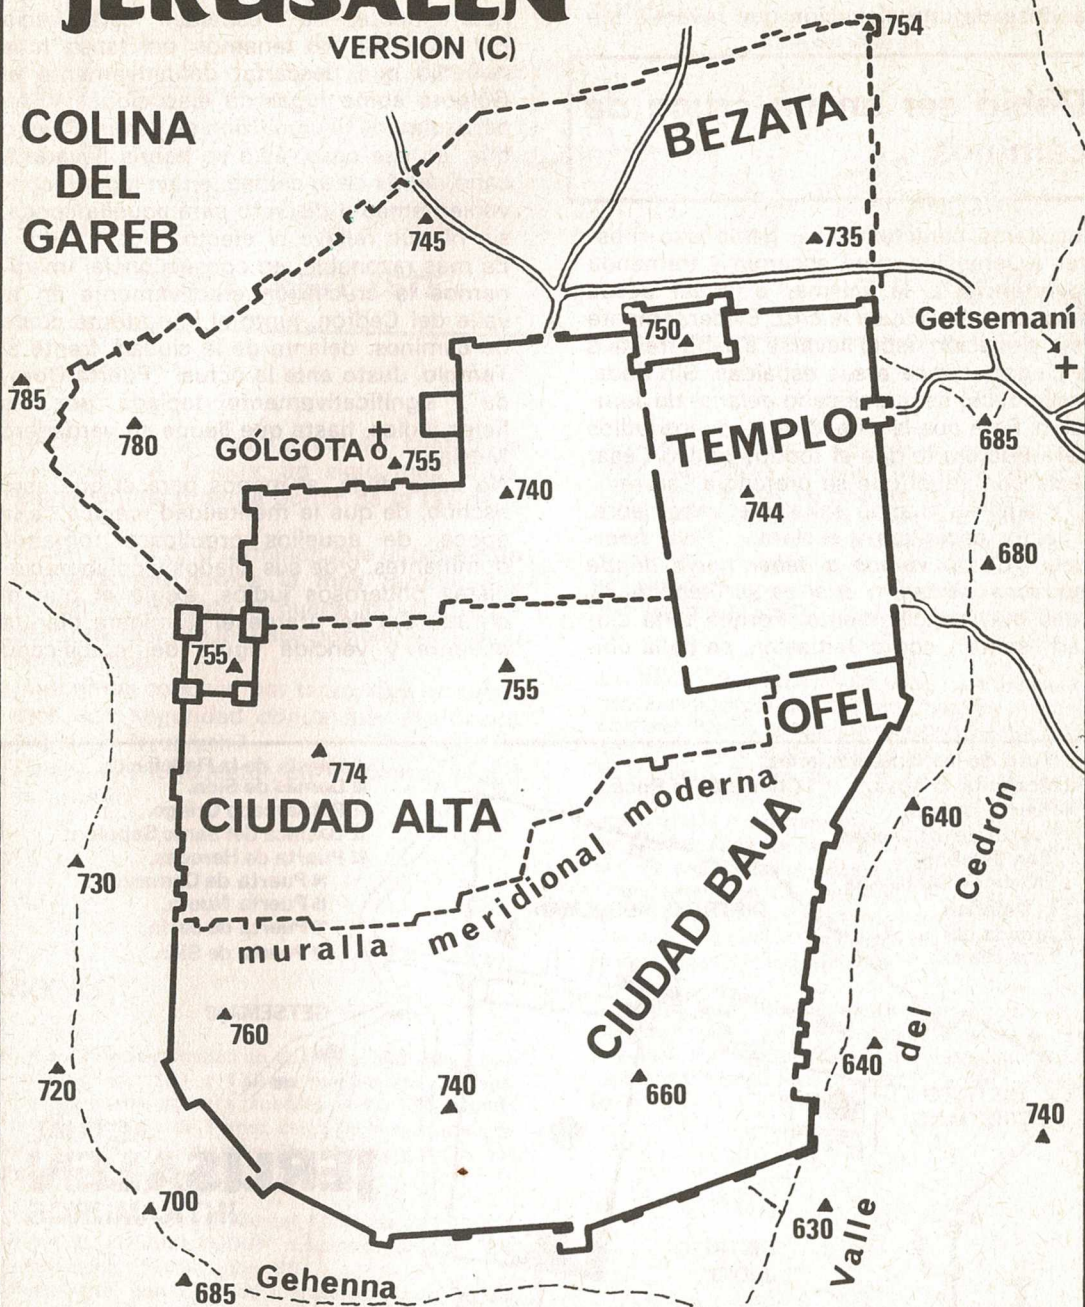 JERUSALEN
VERSION (C)
COLINA
DEL
GAREB
BEZATA
754
745
735
750
Getsemaní
785
780
GÓLGOTA
755
TEMPLO
685
740
744
680
755
755
OFEL
774
CIUDAD ALTA
muralla meridional moderna
CIUDAD BAJA
640
730
Valle del Cedrón
760
720
740
660
640
740
700
630
685
Gehenna